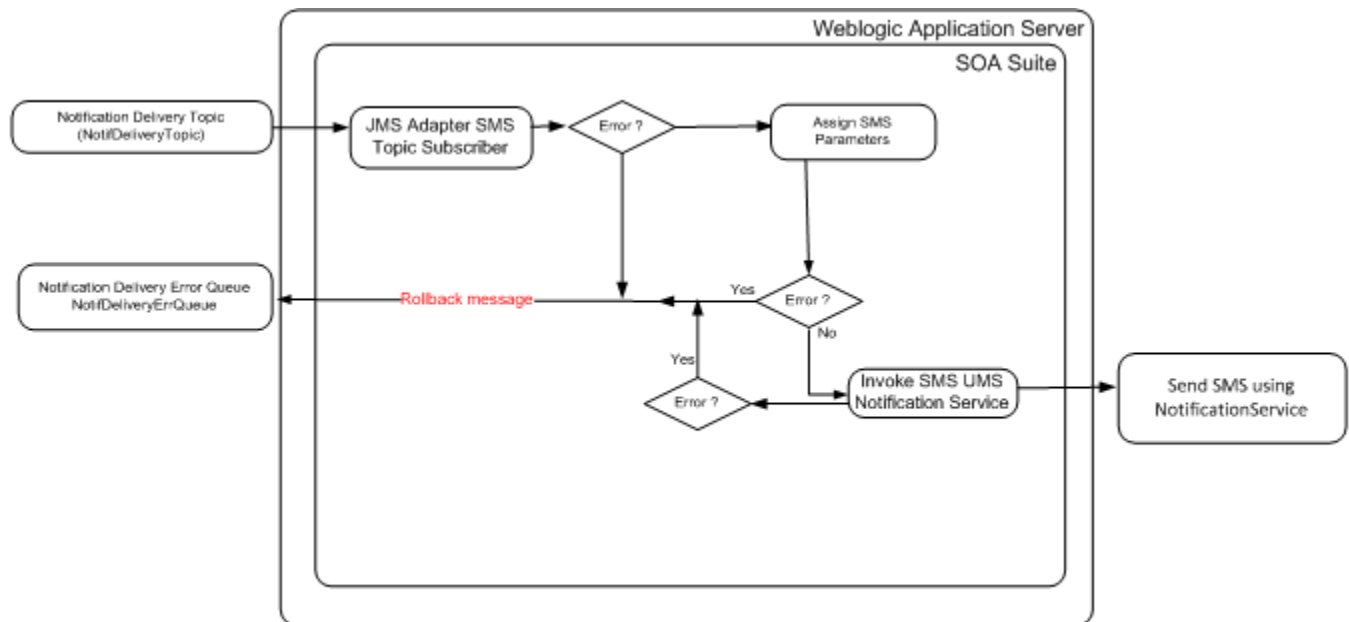 Weblogic Application Server
SOA Suite
Notification Delivery Topic
(NotifDeliveryTopic)
JMS Adapter SMS
Topic Subscriber
Error ?
Assign SMS
Parameters
Notification Delivery Error Queue
NotifDeliveryErrQueue
Rollback message
Yes
Error ?
No
Yes
Error ?
Invoke SMS UMS
Notification Service
Send SMS using
NotificationService